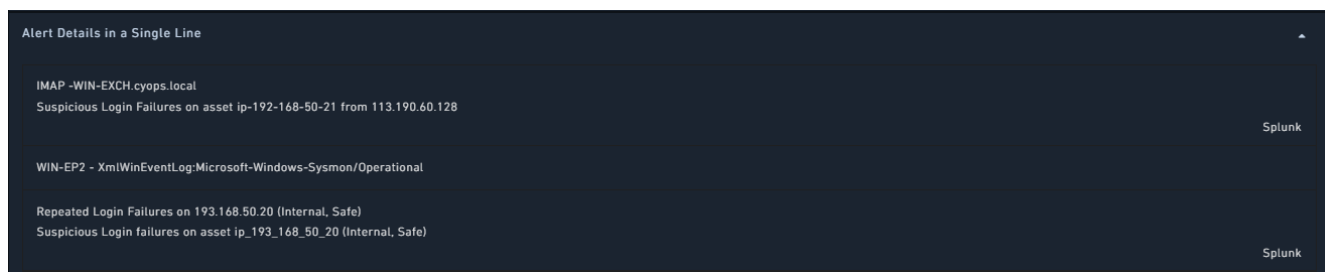 Alert Details in a Single Line
IMAP -WIN-EXCH.cyops.local
Suspicious Login Failures on asset ip-192-168-50-21 from 113.190.60.128
Splunk
WIN-EP2 - XmlWinEventLog:Microsoft-Windows-Sysmon/Operational
Repeated Login Failures on 193.168.50.20 (Internal, Safe)
Suspicious Login failures on asset ip_193_168_50_20 (Internal, Safe)
Splunk